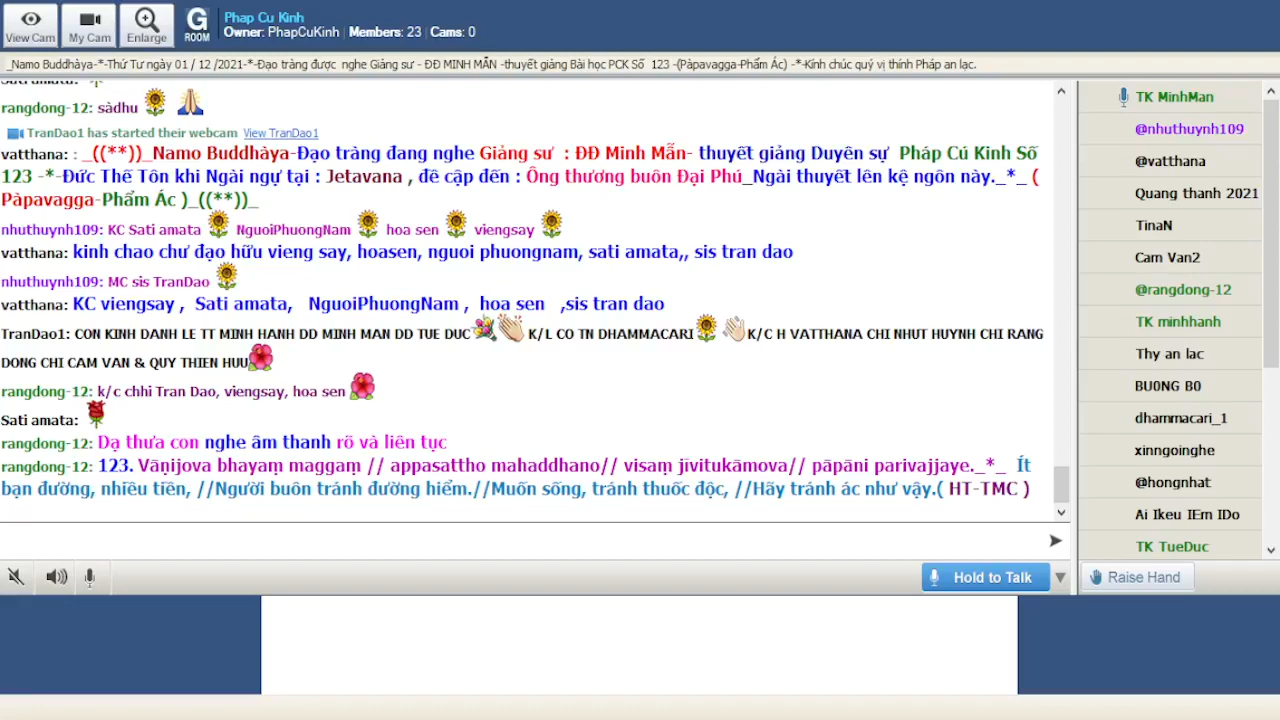 View Cam
My Cam
Enlarge
G
ROOM
Phap Cu Kinh
Owner: PhapCuKinh | Members: 23 | Cams: 0
_Namo Buddhàya-*-Thứ Tư ngày 01 / 12 /2021-*-Đạo tràng được nghe Giảng sư - ĐĐ MINH MẪN -thuyết giảng Bài học PCK Số 123 -(Pàpavagga-Phẩm Ác) -*-Kính chúc quý vị thính Pháp an lạc.
Sati amata:
rangdong-12: sàdhu
TranDao1 has started their webcam View TranDao1
vatthana: : _((**))_Namo Buddhàya-Đạo tràng đang nghe Giảng sư : ĐĐ Minh Mẫn- thuyết giảng Duyên sự Pháp Cú Kinh Số
123 -*-Đức Thế Tôn khi Ngài ngự tại : Jetavana , đề cập đến : Ông thương buôn Đại Phú_Ngài thuyết lên kệ ngôn này._*_ (
Pàpavagga-Phẩm Ác )_((**))_
nhuthuynh109: KC Sati amata NguoiPhuongNam hoa sen viengsay
vatthana: kinh chao chư đạo hữu vieng say, hoasen, nguoi phuongnam, sati amata,, sis tran dao
nhuthuynh109: MC sis TranDao
vatthana: KC viengsay , Sati amata, NguoiPhuongNam , hoa sen ,sis tran dao
TranDao1: CON KINH DANH LE TT MINH HANH DD MINH MAN DD TUE DUC K/L CO TN DHAMMACARI K/C H VATTHANA CHI NHUT HUYNH CHI RANG
DONG CHI CAM VAN & QUY THIEN HUU
rangdong-12: k/c chhi Tran Dao, viengsay, hoa sen
Sati amata:
rangdong-12: Dạ thưa con nghe âm thanh rõ và liên tục
rangdong-12: 123. Vāṇijova bhayaṃ maggaṃ // appasattho mahaddhano// visaṃ jīvitukāmova// pāpāni parivajjaye._*_ Ít
bạn đường, nhiều tiền, //Người buôn tránh đường hiểm.//Muốn sống, tránh thuốc độc, //Hãy tránh ác như vậy.( HT-TMC )
Hold to Talk
TK MinhMan
@nhuthuynh109
@vatthana
Quang thanh 2021
TinaN
Cam Van2
@rangdong-12
TK minhhanh
Thy an lac
BU0NG B0
dhammacari_1
xinngoinghe
@hongnhat
Ai Ikeu IEm IDo
TK TueDuc
Raise Hand